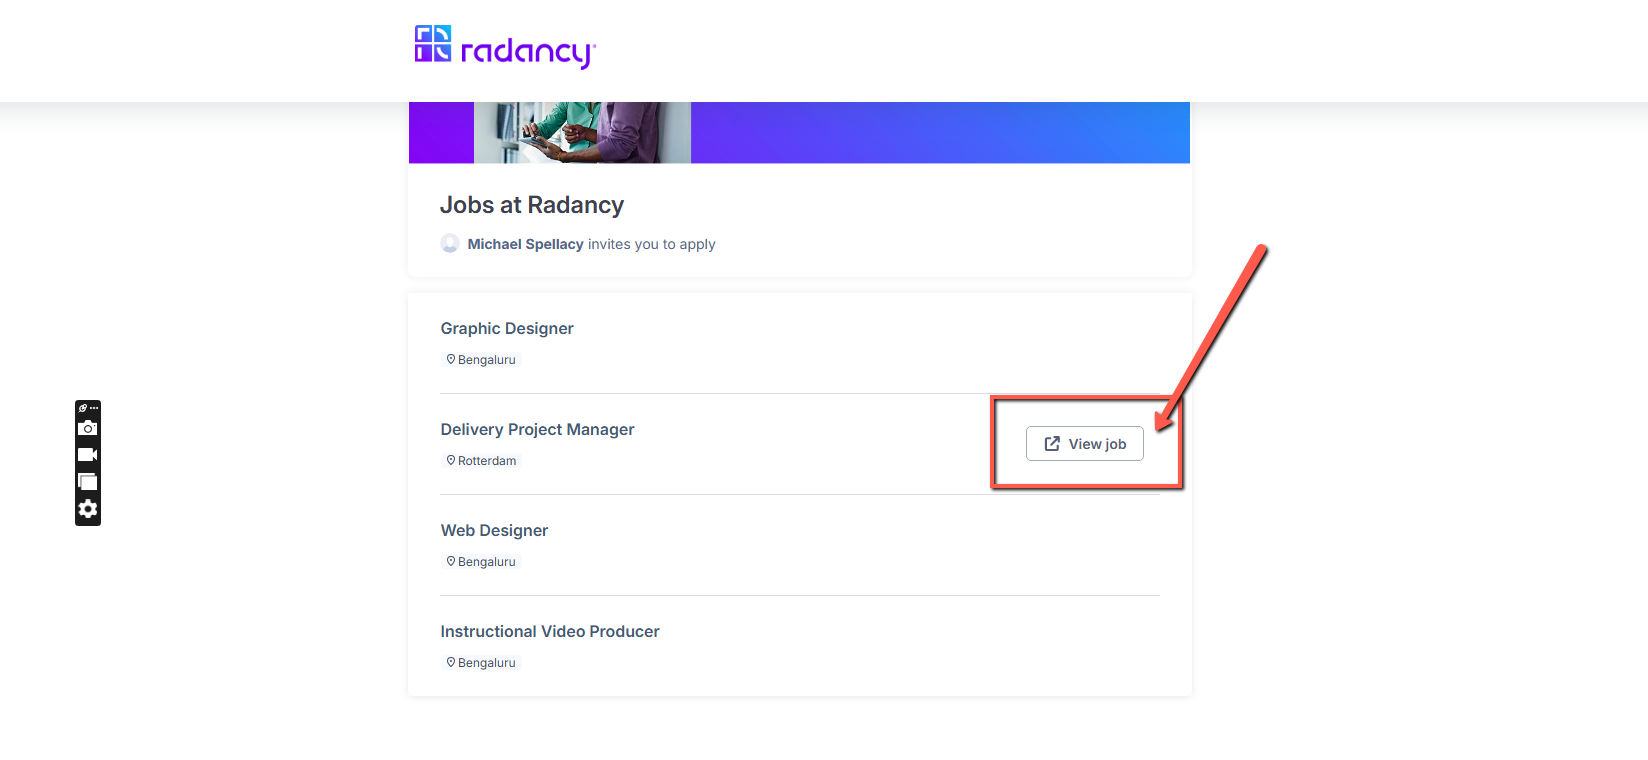 radancy
Jobs at Radancy
Michael Spellacy invites you to apply
Graphic Designer
Bengaluru
Delivery Project Manager
Rotterdam
View job
Web Designer
Bengaluru
Instructional Video Producer
Bengaluru